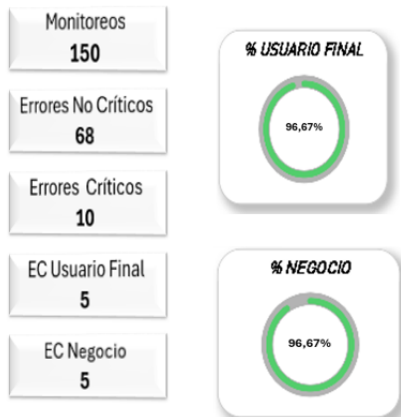 Monitoreos
150
Errores No Críticos
68
Errores Críticos
10
EC Usuario Final
5
EC Negocio
5
% USUARIO FINAL
96,67%
% NEGOCIO
96,67%